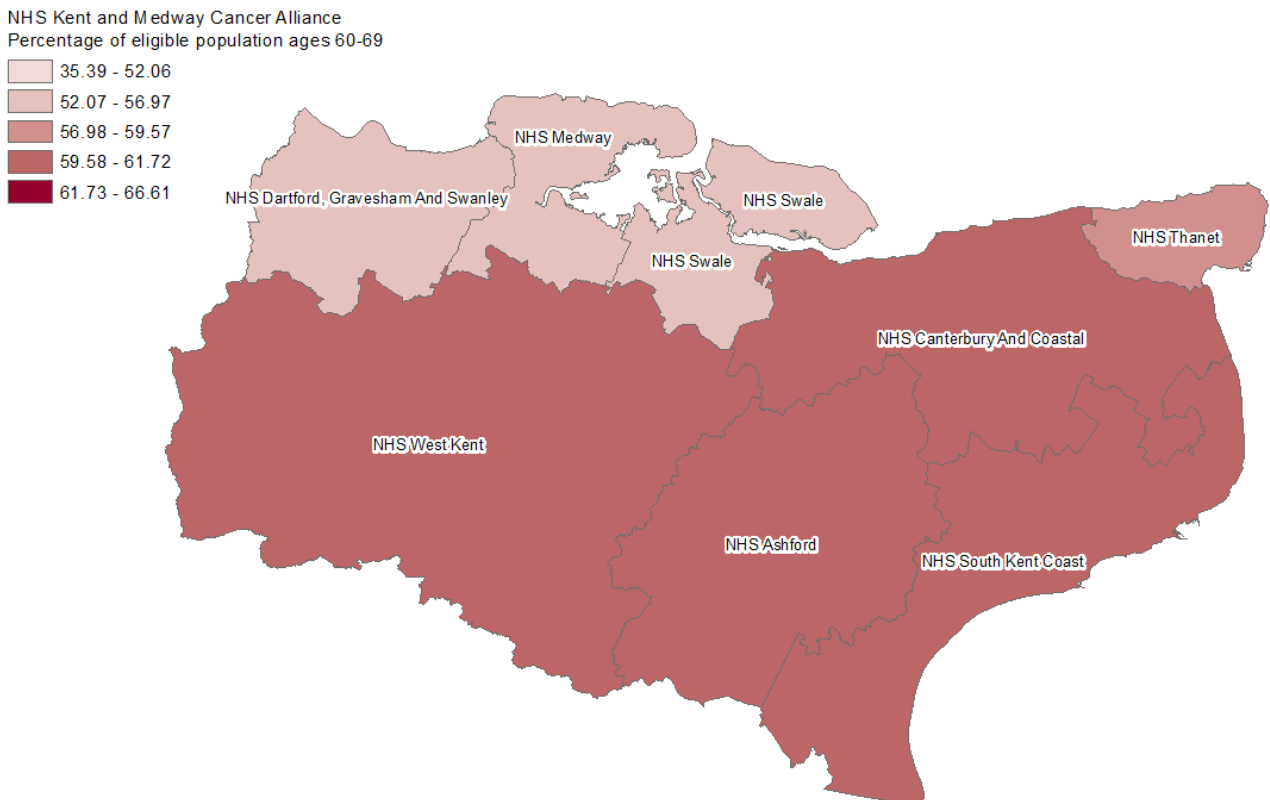 NHS Kent and Medway Cancer Alliance
Percentage of eligible population ages 60-69
35.39 - 52.06
52.07 - 56.97
56.98 - 59.57
59.58 - 61.72
61.73 - 66.61
NHS Medway
NHS Dartford, Gravesham And Swanley
NHS Swale
NHS Thanet
NHS Swale
NHS Canterbury And Coastal
NHS West Kent
NHS Ashford
NHS South Kent Coast